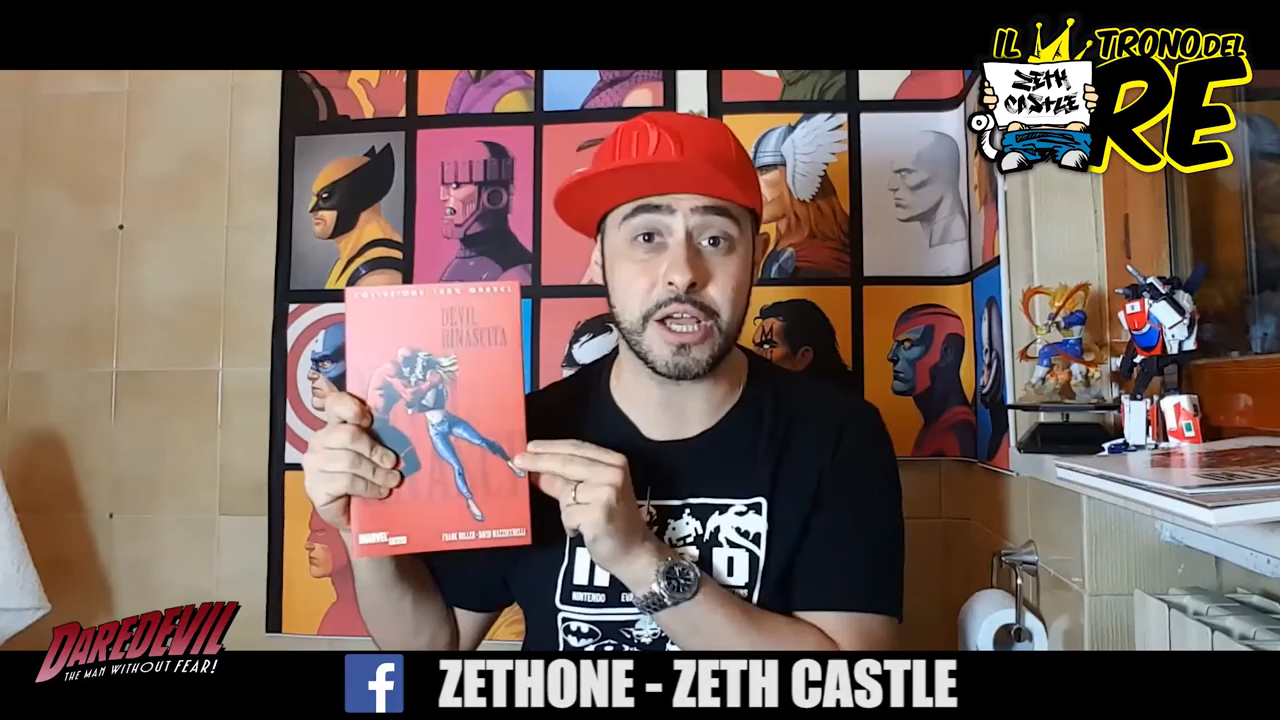 IL TRONO DEL
ZETH
CASTLE
RE
COLLEZIONE 100% MARVEL
DEVIL
RINASCITA
MARVEL
FRANK MILLER - DAVID MAZZUCCHELLI
NINTENDO
DAREDEVIL
THE MAN WITHOUT FEAR!
f
ZETHONE - ZETH CASTLE